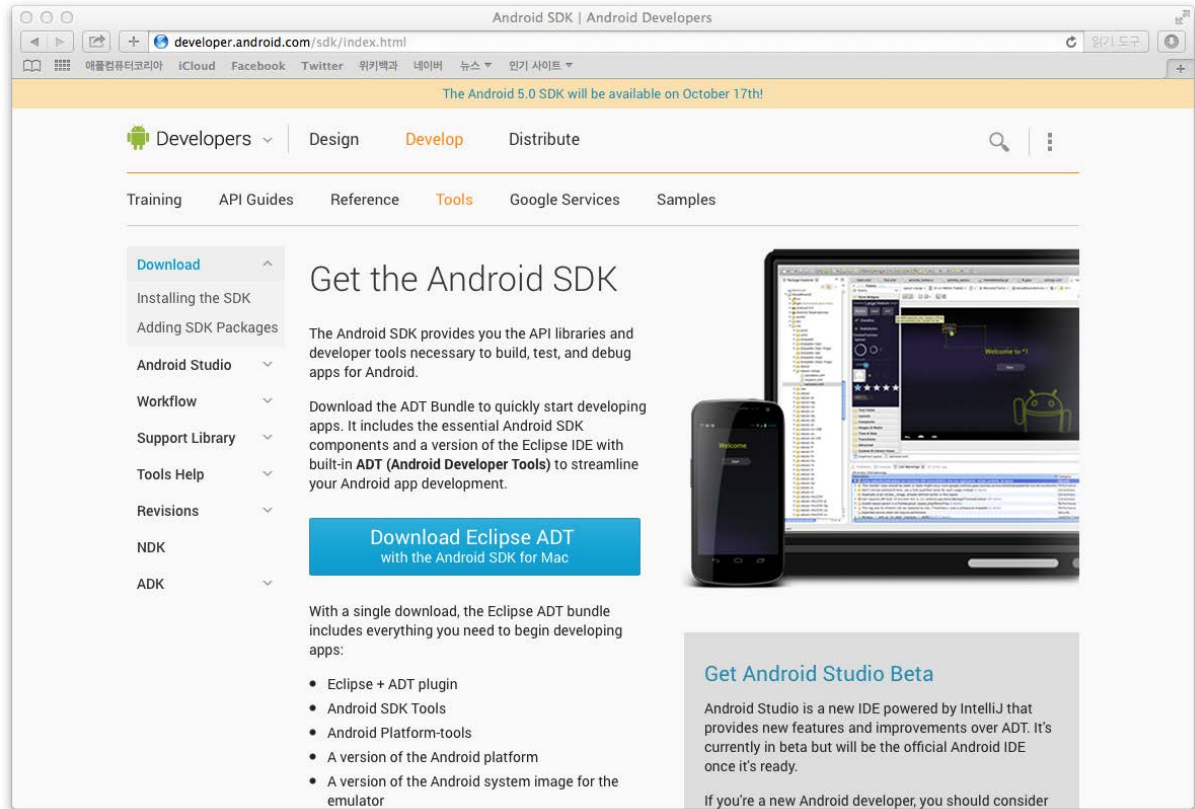 Android SDK | Android Developers
developer.android.com/sdk/index.html
읽기 도구
애플컴퓨터코리아 iCloud Facebook Twitter 위키백과 네이버 뉴스 인기 사이트
The Android 5.0 SDK will be available on October 17th!
Developers Design Develop Distribute
Training API Guides Reference Tools Google Services Samples
Download
Installing the SDK
Adding SDK Packages
Android Studio
Workflow
Support Library
Tools Help
Revisions
NDK
ADK
Get the Android SDK
The Android SDK provides you the API libraries and
developer tools necessary to build, test, and debug
apps for Android.
Download the ADT Bundle to quickly start developing
apps. It includes the essential Android SDK
components and a version of the Eclipse IDE with
built-in ADT (Android Developer Tools) to streamline
your Android app development.
Download Eclipse ADT
with the Android SDK for Mac
With a single download, the Eclipse ADT bundle
includes everything you need to begin developing
apps:
• Eclipse + ADT plugin
• Android SDK Tools
• Android Platform-tools
• A version of the Android platform
• A version of the Android system image for the
emulator
Welcome
Start
Welcome to
Get Android Studio Beta
Android Studio is a new IDE powered by IntelliJ that
provides new features and improvements over ADT. It's
currently in beta but will be the official Android IDE
once it's ready.
If you're a new Android developer, you should consider